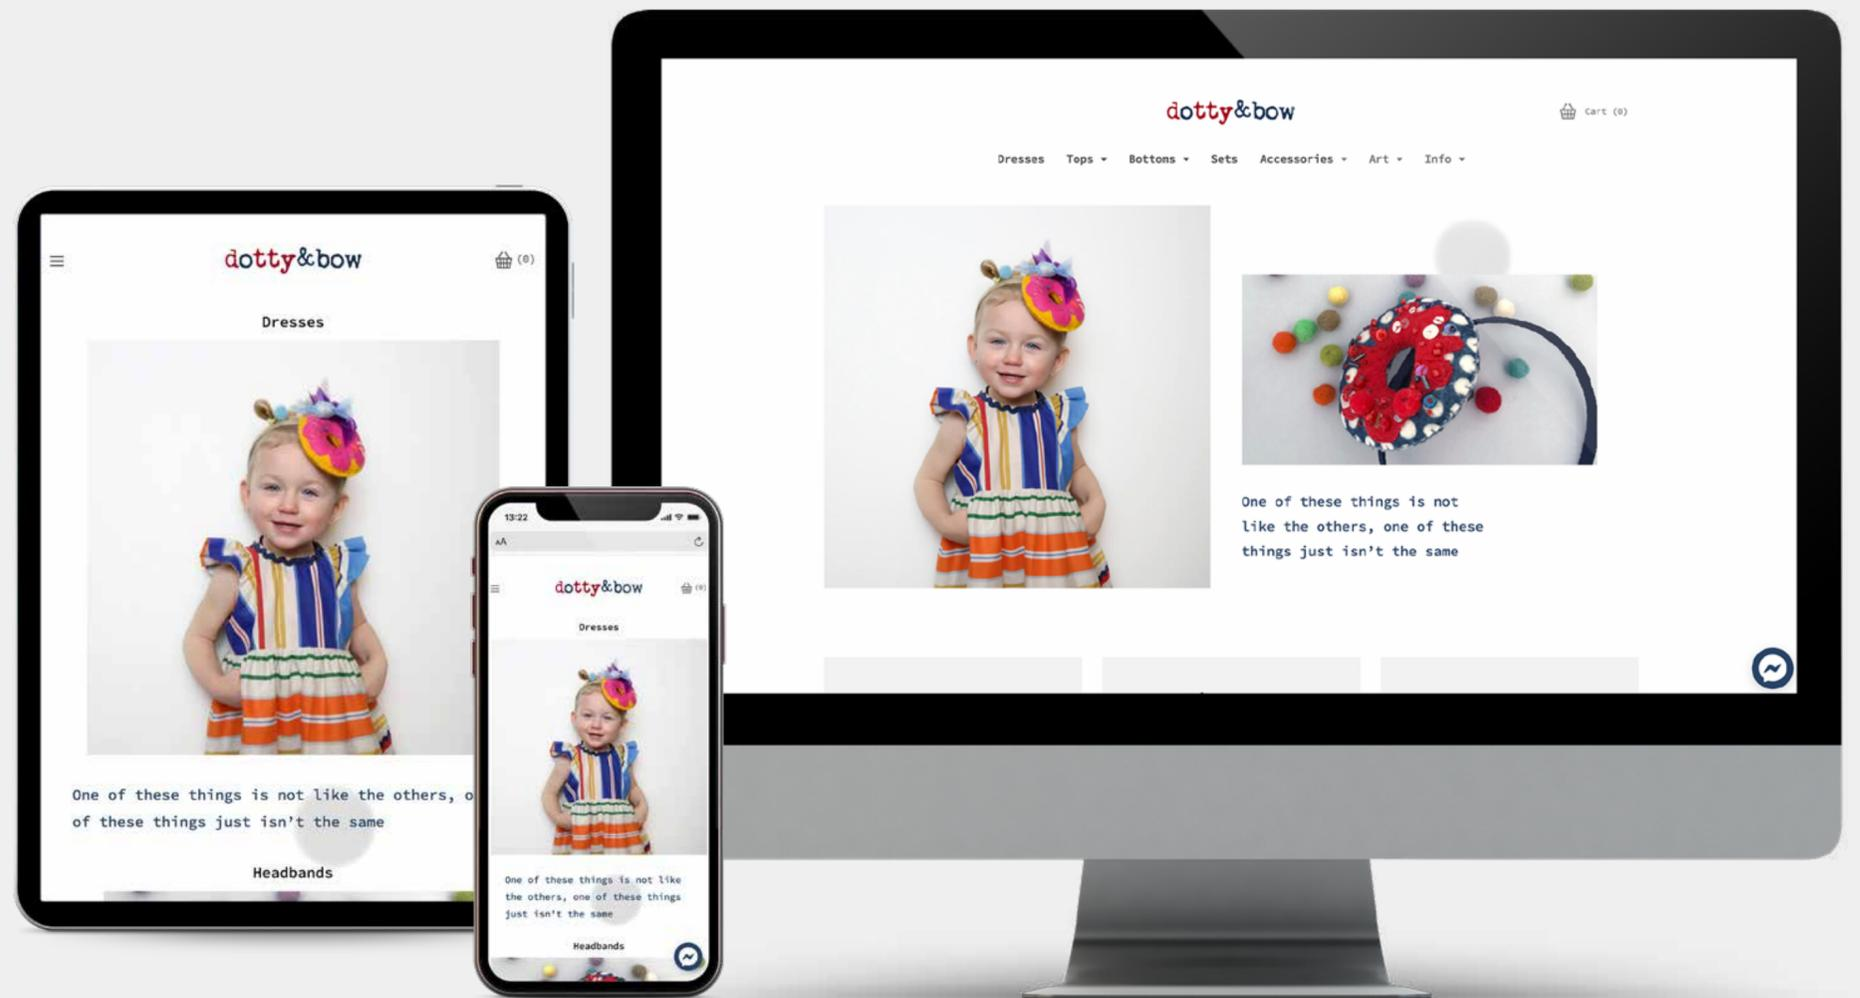 dotty&bow
(0)
Dresses
One of these things is not like the others, o
of these things just isn't the same
Headbands
13:22
AA
dotty&bow
(0)
Dresses
One of these things is not like
the others, one of these things
just isn't the same
Headbands
dotty&bow
Cart (0)
Dresses Tops Bottoms Sets Accessories Art Info
One of these things is not
like the others, one of these
things just isn't the same